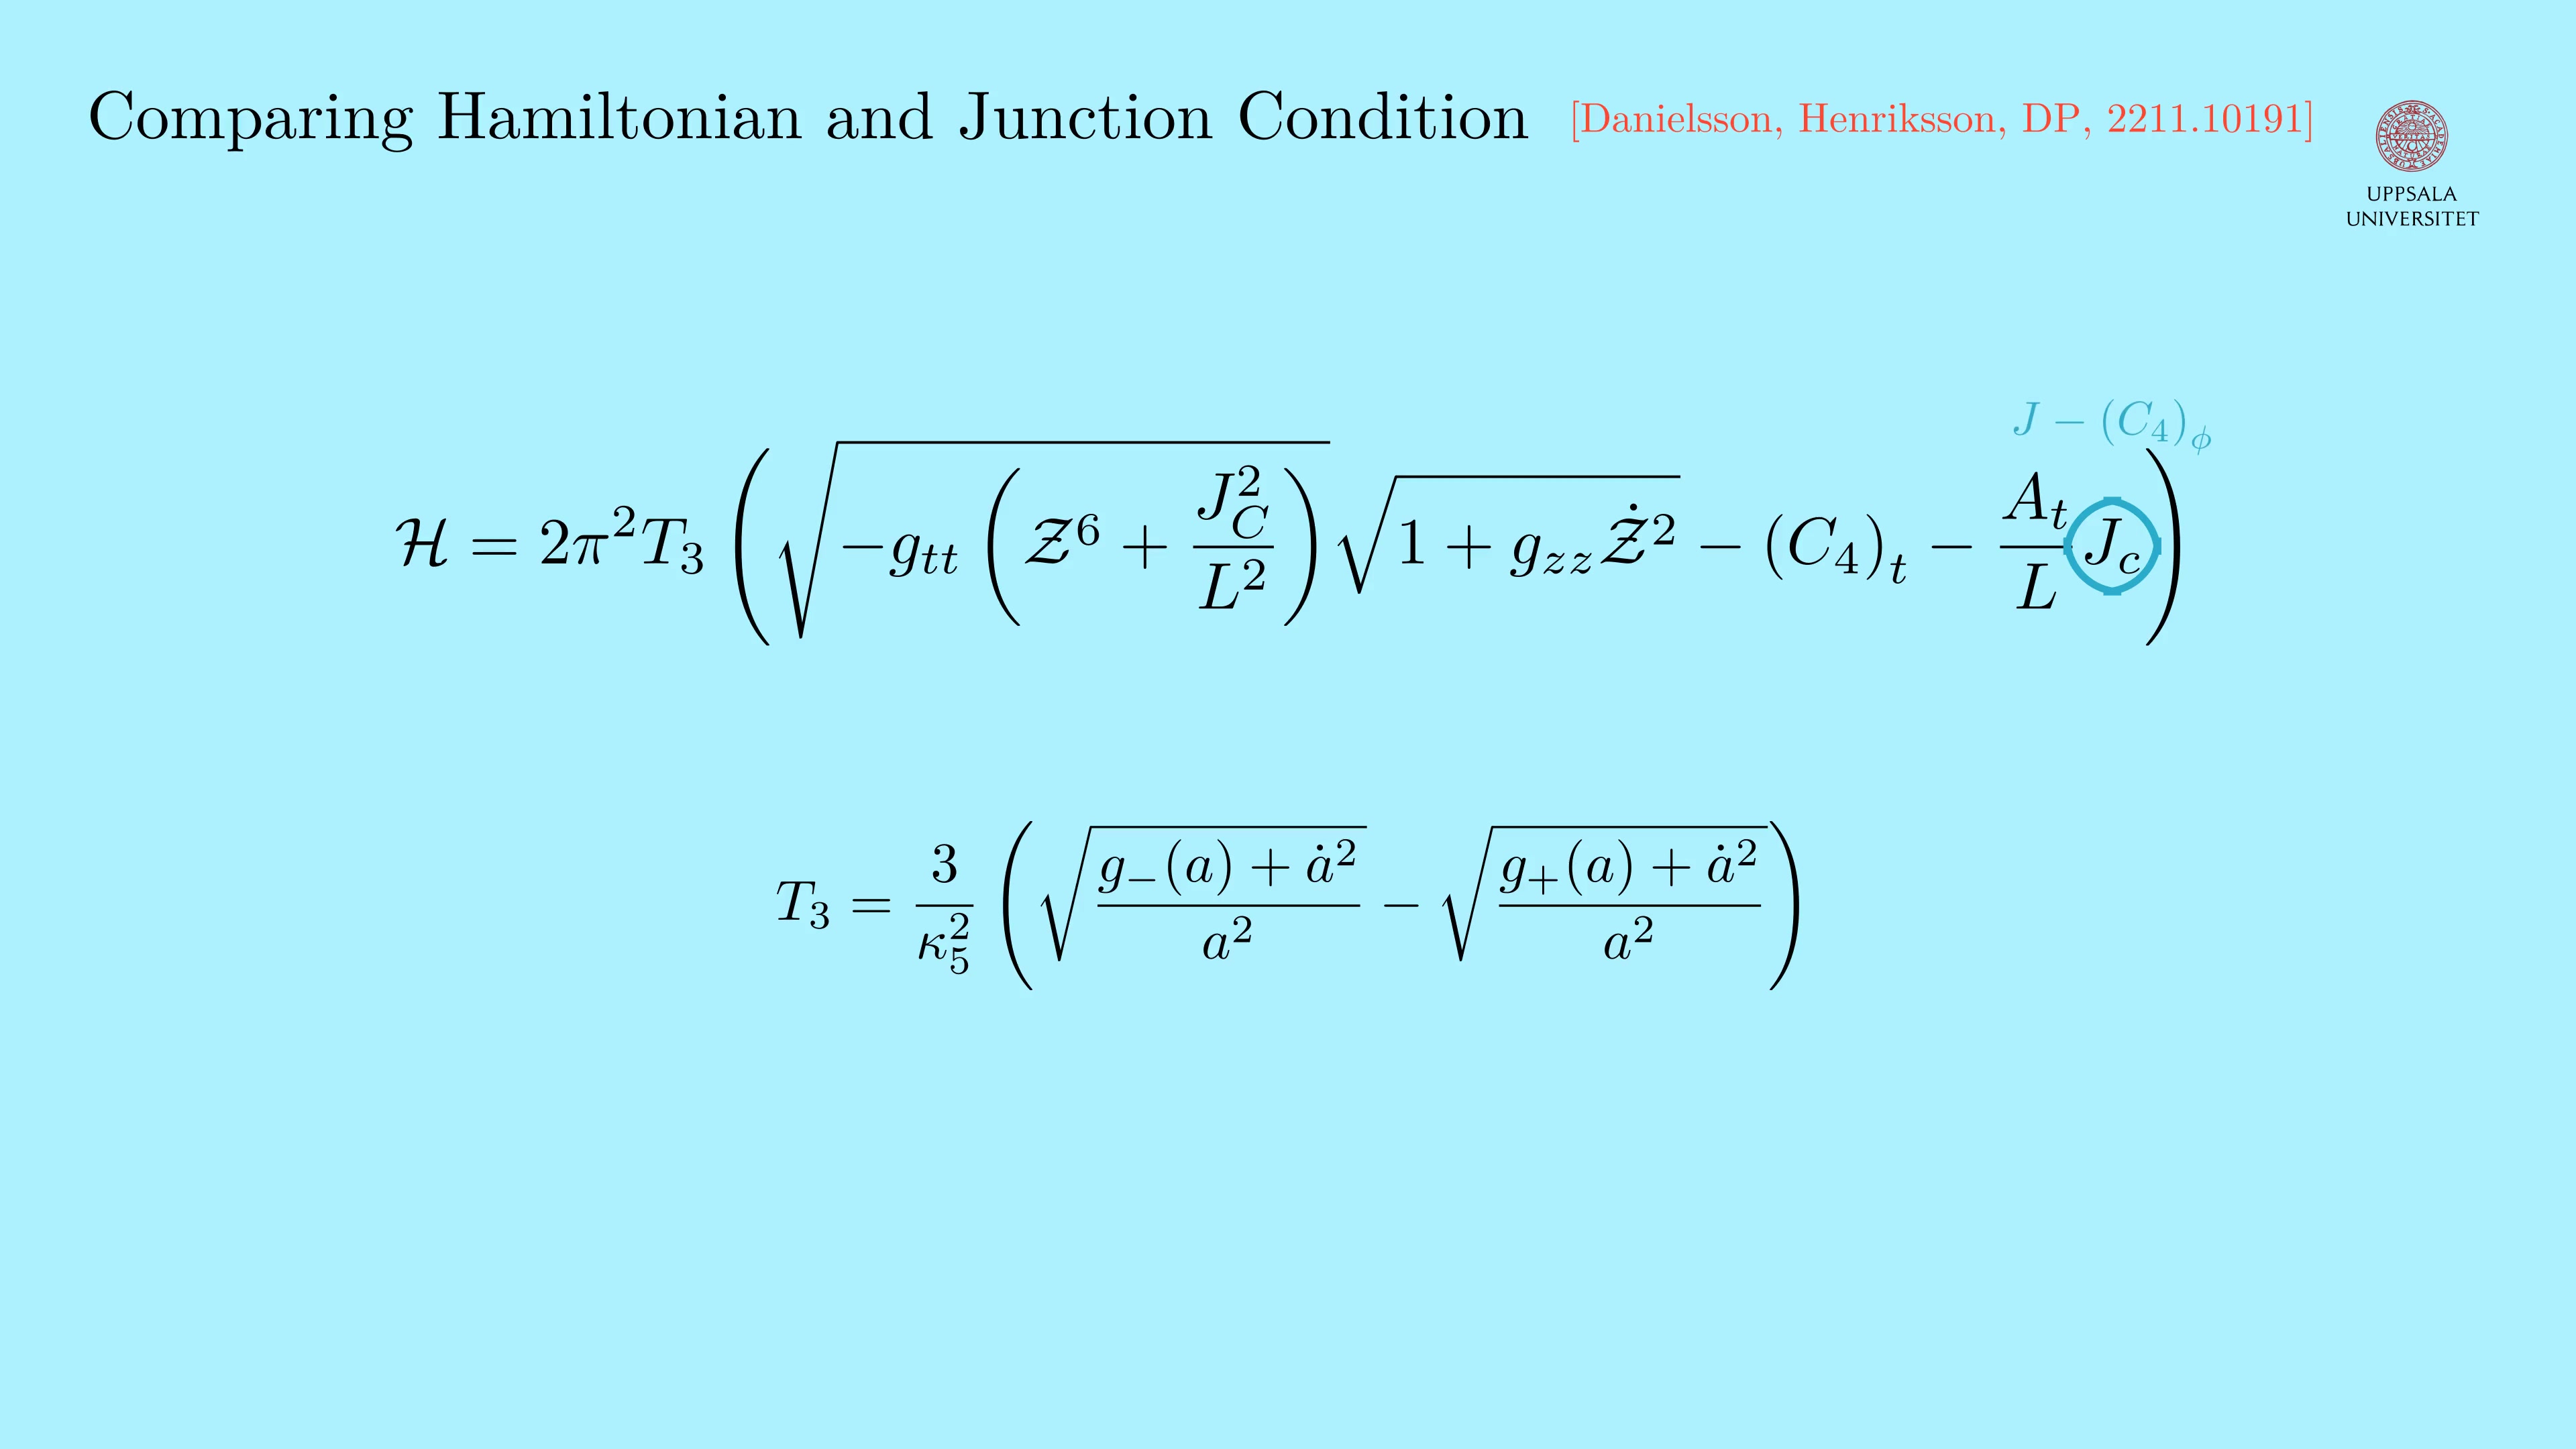 Comparing Hamiltonian and Junction Condition [Danielsson, Henriksson, DP, 2211.10191]
UPPSALA
UNIVERSITET
$J - (C_4)_\phi$
$\mathcal{H} = 2\pi^2 T_3 \left( \sqrt{-g_{tt} \left( \mathcal{Z}^6 + \frac{J_C^2}{L^2} \right)} \sqrt{1 + g_{zz} \dot{\mathcal{Z}}^2} - (C_4)_t - \frac{A_t}{L} J_c \right)$
$T_3 = \frac{3}{\kappa_5^2} \left( \sqrt{\frac{g_-(a) + \dot{a}^2}{a^2}} - \sqrt{\frac{g_+(a) + \dot{a}^2}{a^2}} \right)$